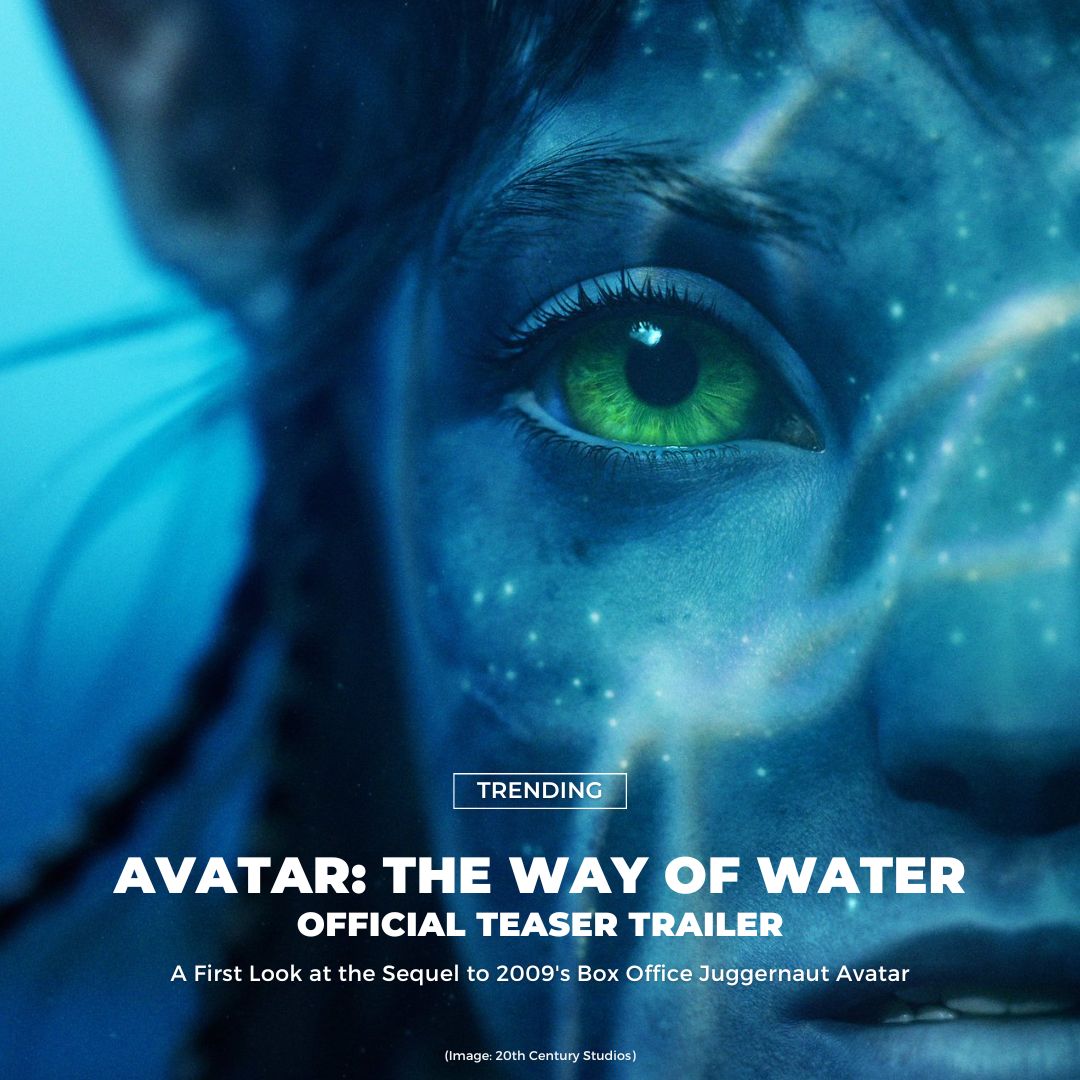 TRENDING
AVATAR: THE WAY OF WATER
OFFICIAL TEASER TRAILER
A First Look at the Sequel to 2009's Box Office Juggernaut Avatar
(Image: 20th Century Studios)